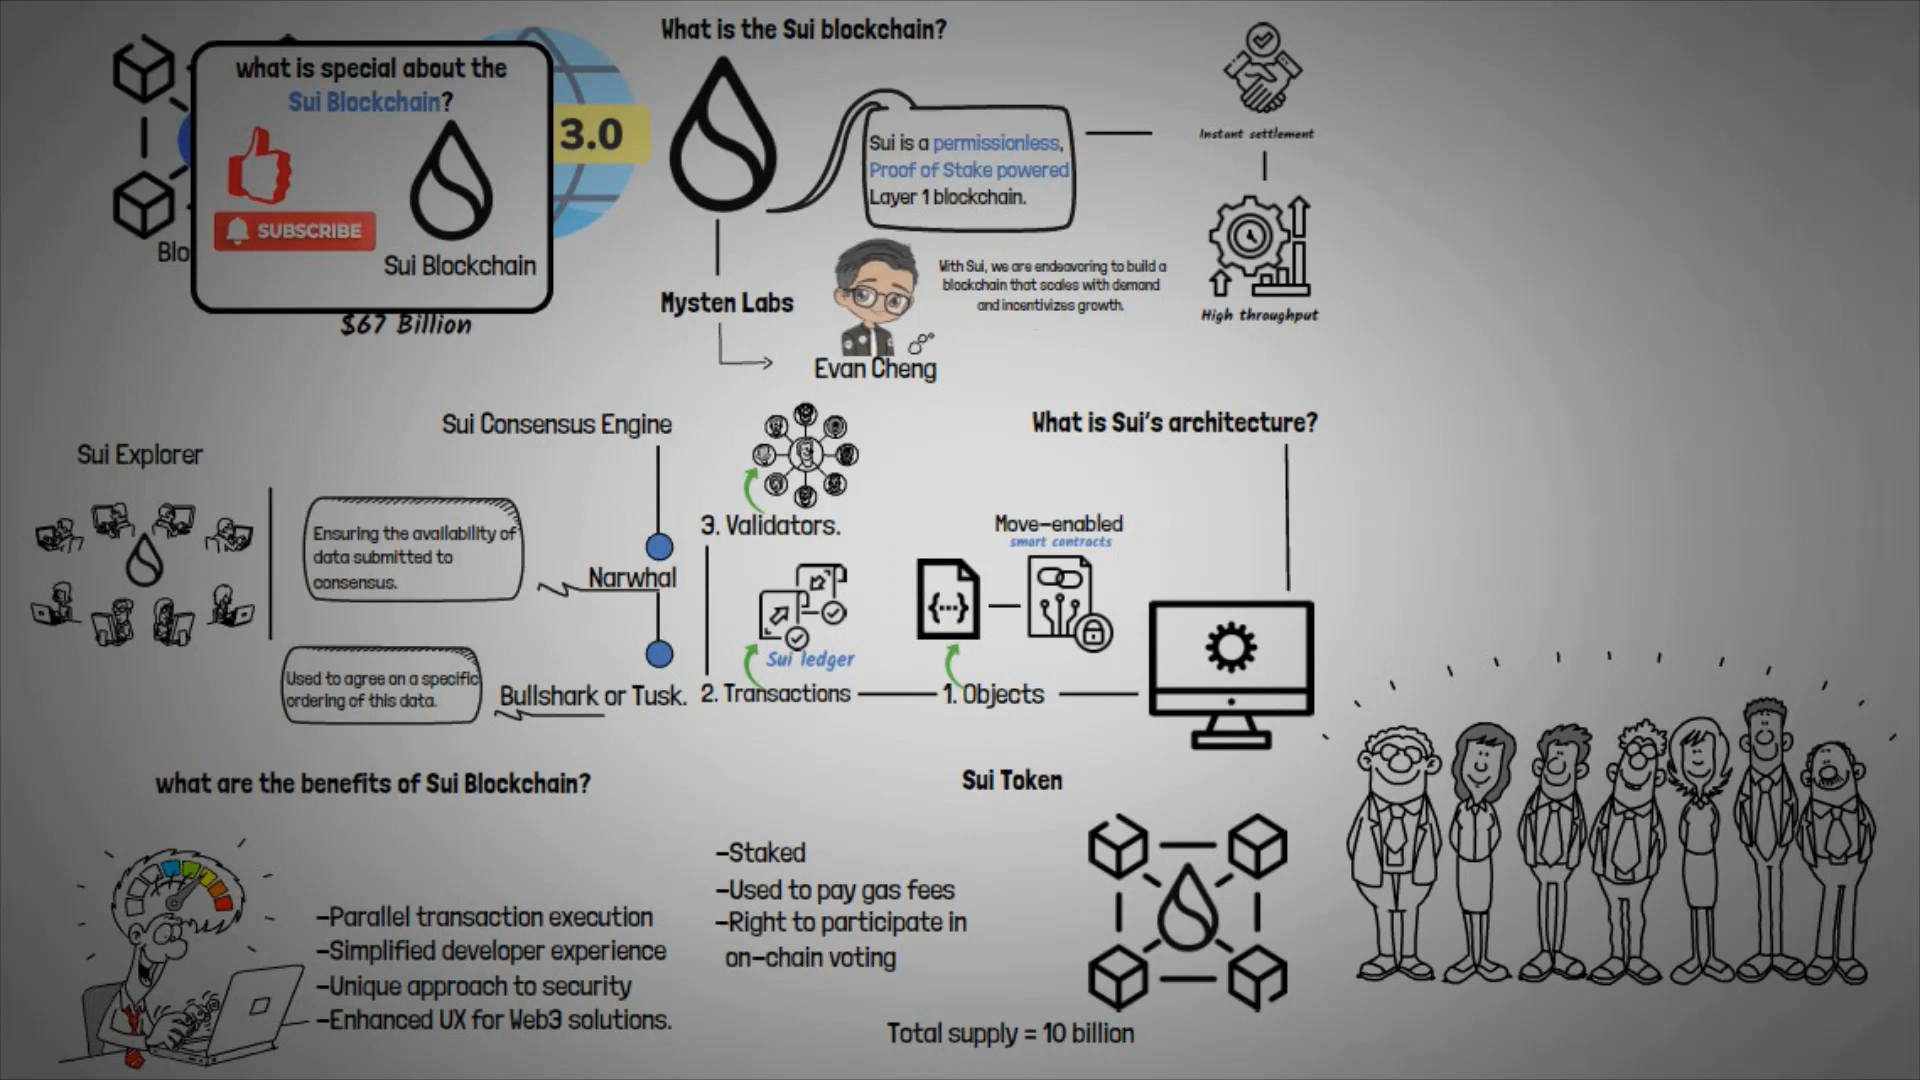 what is special about the
Sui Blockchain?
SUBSCRIBE
Sui Blockchain
3.0
$67 Billion
What is the Sui blockchain?
Sui is a permissionless,
Proof of Stake powered
Layer 1 blockchain.
Instant settlement
High throughput
Mysten Labs
Evan Cheng
With Sui, we are endeavoring to build a
blockchain that scales with demand
and incentivizes growth.
What is Sui's architecture?
Move-enabled
smart contracts
1. Objects
2. Transactions
Sui ledger
3. Validators.
Sui Consensus Engine
Narwhal
Bullshark or Tusk.
Ensuring the availability of
data submitted to
consensus.
Used to agree on a specific
ordering of this data.
Sui Explorer
what are the benefits of Sui Blockchain?
-Parallel transaction execution
-Simplified developer experience
-Unique approach to security
-Enhanced UX for Web3 solutions.
Sui Token
-Staked
-Used to pay gas fees
-Right to participate in
on-chain voting
Total supply = 10 billion